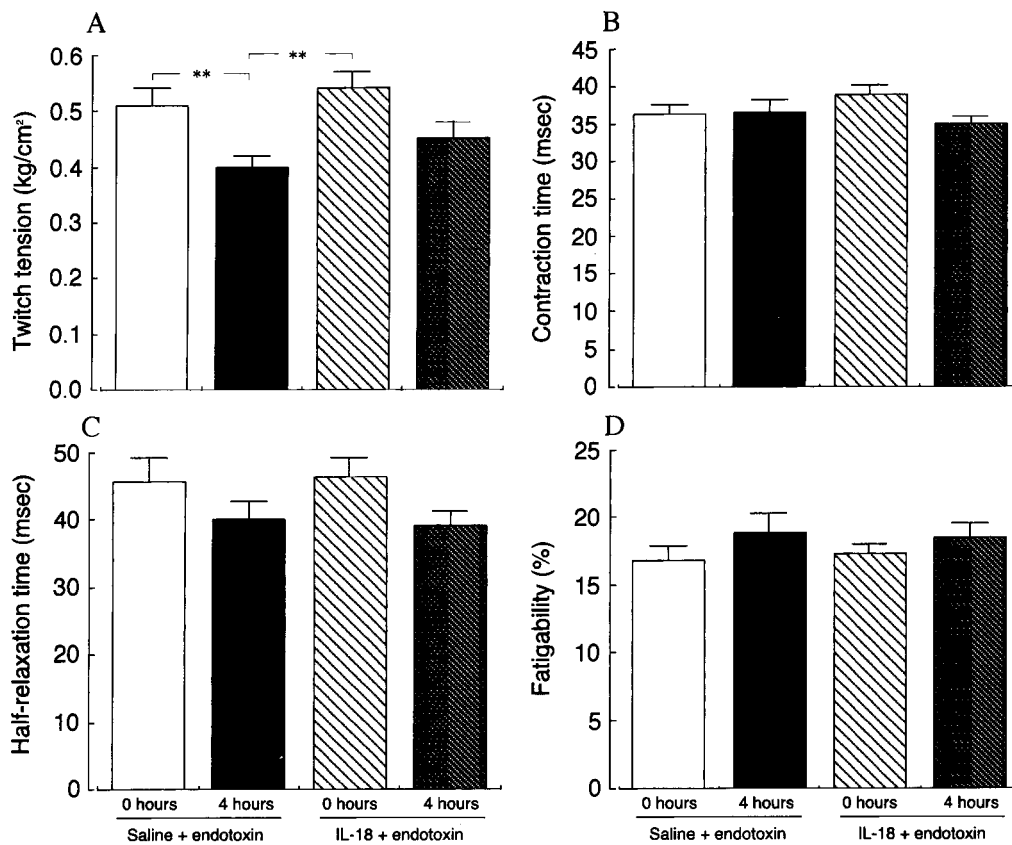 A
Twitch tension (kg/cm²)
0.6
0.5
0.4
0.3
0.2
0.1
0.0
**
**
B
Contraction time (msec)
45
40
35
30
25
20
15
10
5
0
C
Half-relaxation time (msec)
50
40
30
20
10
0
0 hours 4 hours 0 hours 4 hours
Saline + endotoxin IL-18 + endotoxin
D
Fatigability (%)
25
20
15
10
5
0
0 hours 4 hours 0 hours 4 hours
Saline + endotoxin IL-18 + endotoxin